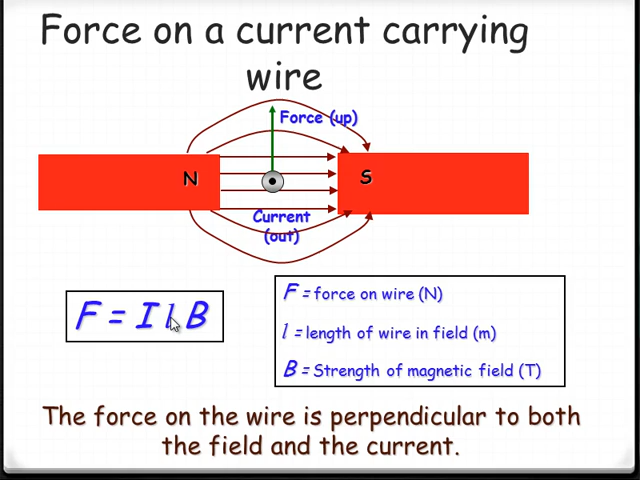 Force on a current carrying
wire
Force (up)
N
S
Current
(out)
F = I l B
F = force on wire (N)
l = length of wire in field (m)
B = Strength of magnetic field (T)
The force on the wire is perpendicular to both
the field and the current.